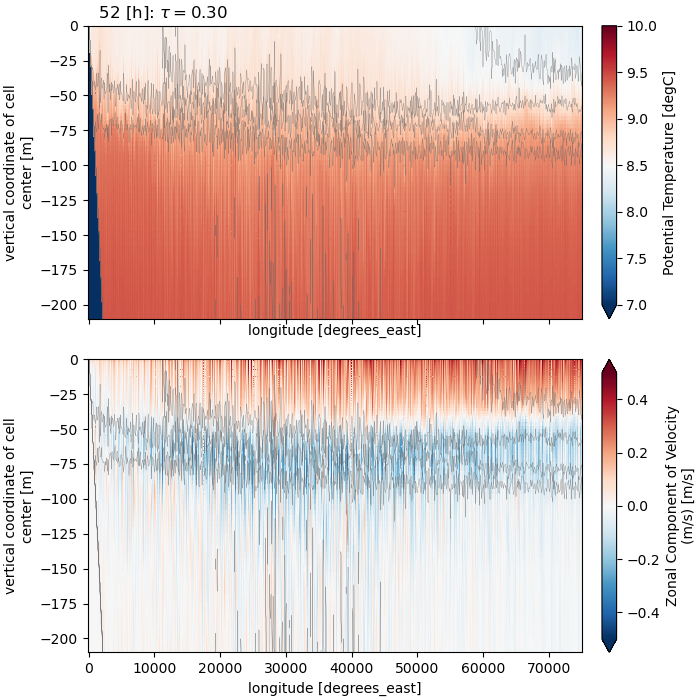 52 [h]: τ = 0.30
0
−25
−50
−75
−100
−125
−150
−175
−200
vertical coordinate of cell
center [m]
longitude [degrees_east]
10.0
9.5
9.0
8.5
8.0
7.5
7.0
Potential Temperature [degC]
0
−25
−50
−75
−100
−125
−150
−175
−200
vertical coordinate of cell
center [m]
0 10000 20000 30000 40000 50000 60000 70000
longitude [degrees_east]
0.4
0.2
0.0
−0.2
−0.4
Zonal Component of Velocity
(m/s) [m/s]